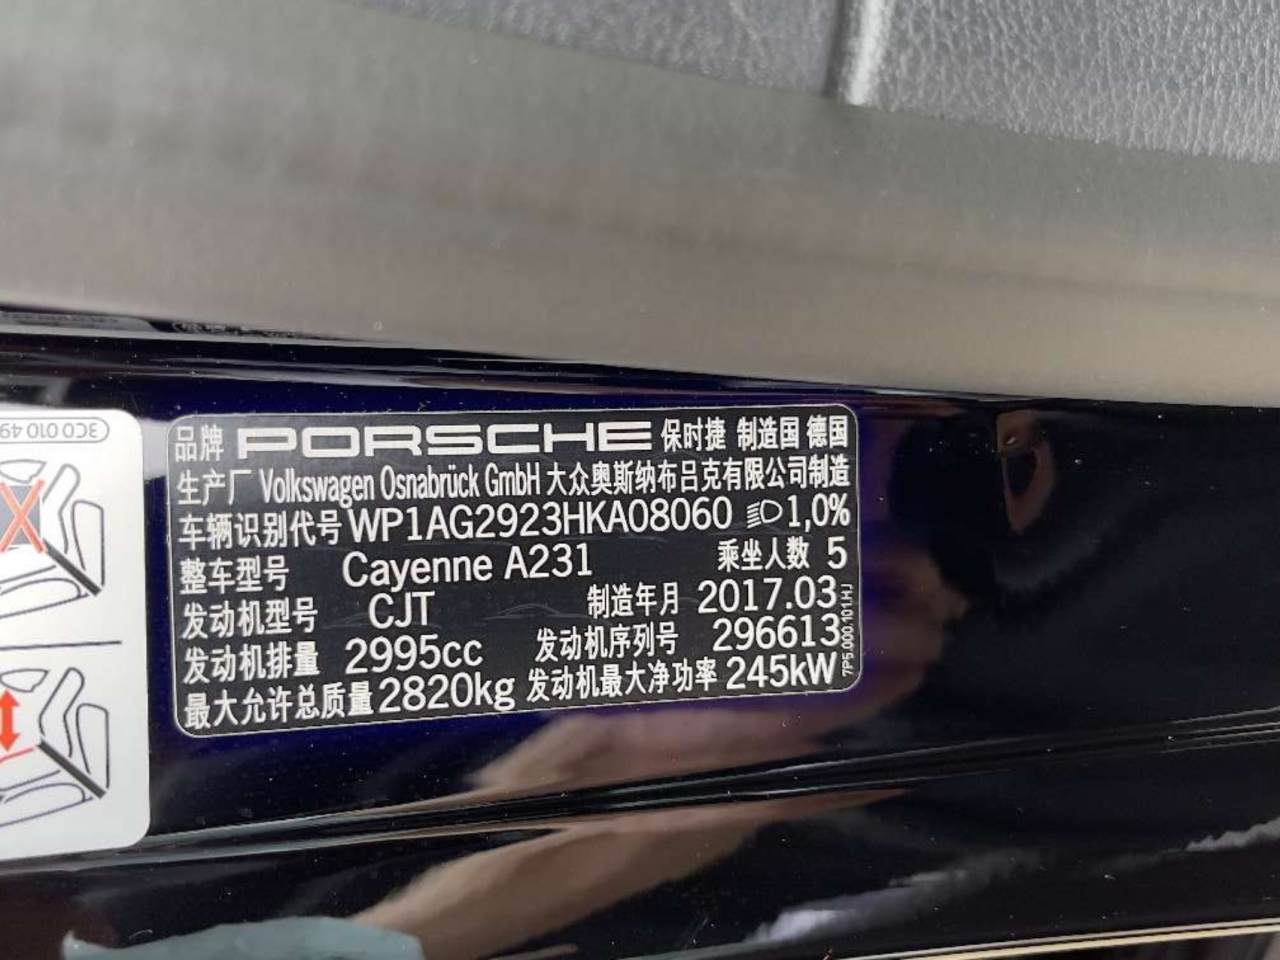 3C0 010 49
品牌 PORSCHE 保时捷 制造国 德国
生产厂 Volkswagen Osnabrück GmbH 大众奥斯纳布吕克有限公司制造
车辆识别代号 WP1AG2923HKA08060 1,0%
整车型号 Cayenne A231 乘坐人数 5
发动机型号 CJT 制造年月 2017.03
发动机排量 2995cc 发动机序列号 296613
最大允许总质量 2820kg 发动机最大净功率 245kW
7P5.000.101.HJ